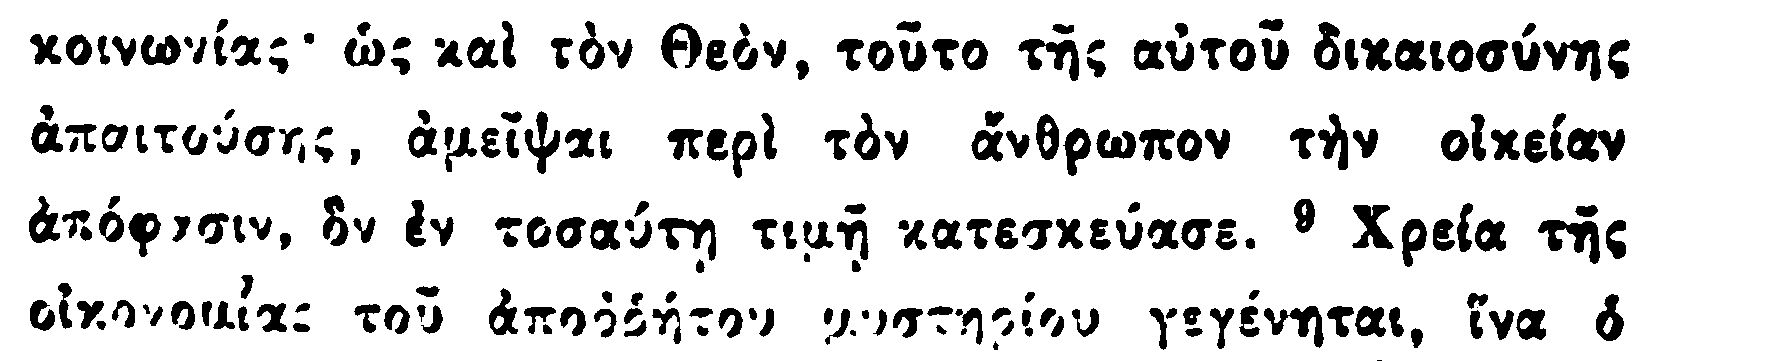 κοινωνίας· ὡς καὶ τὸν Θεὸν, τοῦτο τῆς αὐτοῦ δικαιοσύνης
ἀπαιτούσης, ἀμεῖψαι περὶ τὸν ἄνθρωπον τὴν οἰκείαν
ἀπόφασιν, ὃν ἐν τοσαύτῃ τιμῇ κατεσκεύασε. ⁹ Χρεία τῆς
οἰκονομίας τοῦ ἀποῤῥήτου μυστηρίου γεγένηται, ἵνα ὁ